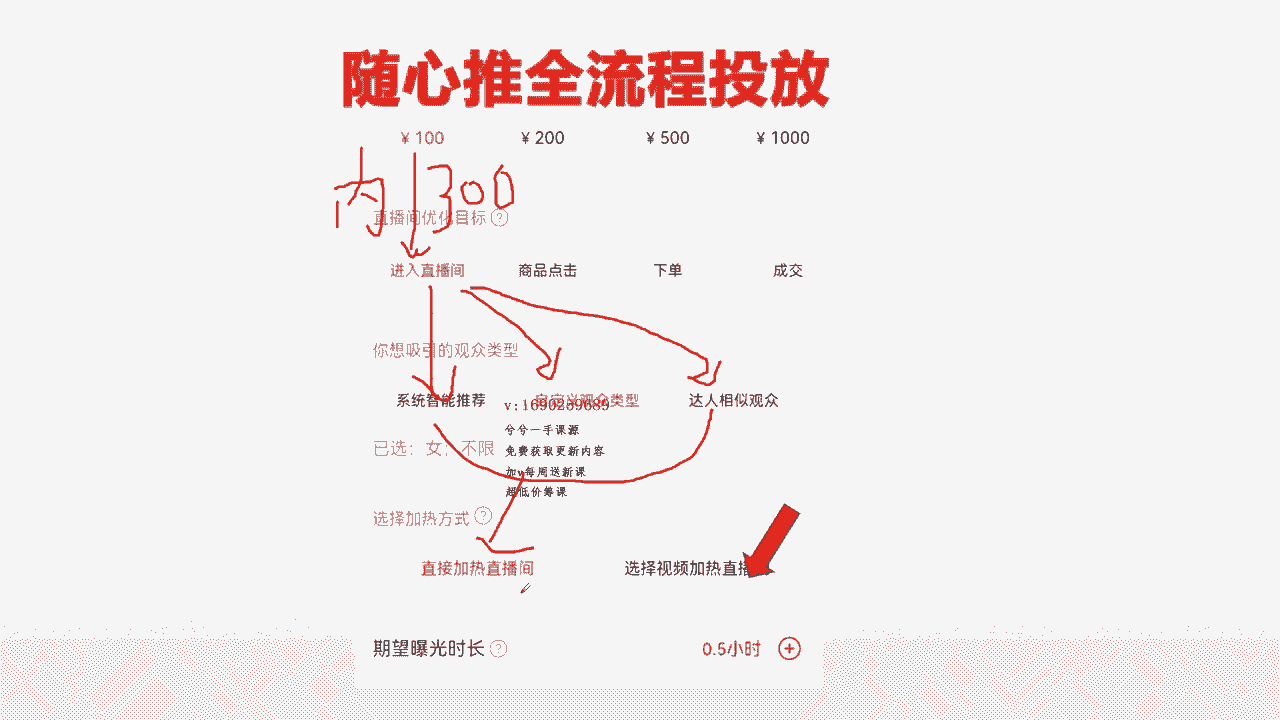 随心推全流程投放
¥ 100 ¥ 200 ¥ 500 ¥ 1000
内 300
直播间优化目标 ?
进入直播间 商品点击 下单 成交
你想吸引的观众类型
系统智能推荐 自定义观众类型 达人相似观众
v:1690259689
兮兮一手课源
已选：女；不限
免费获取更新内容
加v每周送新课
超低价筹课
选择加热方式 ?
直接加热直播间 选择视频加热直播
期望曝光时长 ? 0.5小时 +